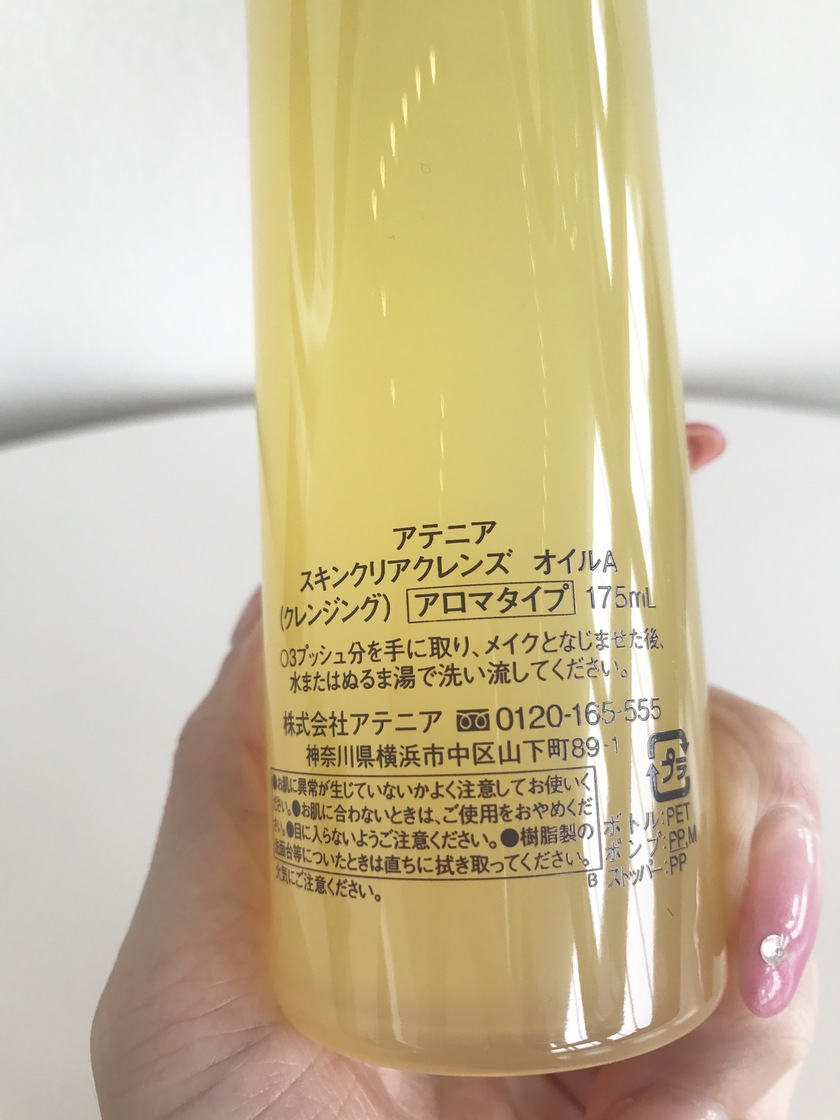 アテニア
スキンクリアクレンズ オイルA
(クレンジング) アロマタイプ 175mL
○3プッシュ分を手に取り、メイクとなじませた後、
水またはぬるま湯で洗い流してください。
株式会社アテニア 0120-165-555
神奈川県横浜市中区山下町89-1
プラ
●お肌に異常が生じていないかよく注意してお使いく
ださい。●お肌に合わないときは、ご使用をおやめくだ
さい。●目に入らないようご注意ください。●樹脂製の
洗面台等についたときは直ちに拭き取ってください。
火気にご注意ください。
ボトル:PET
ポンプ:PP,M
B ストッパー:PP